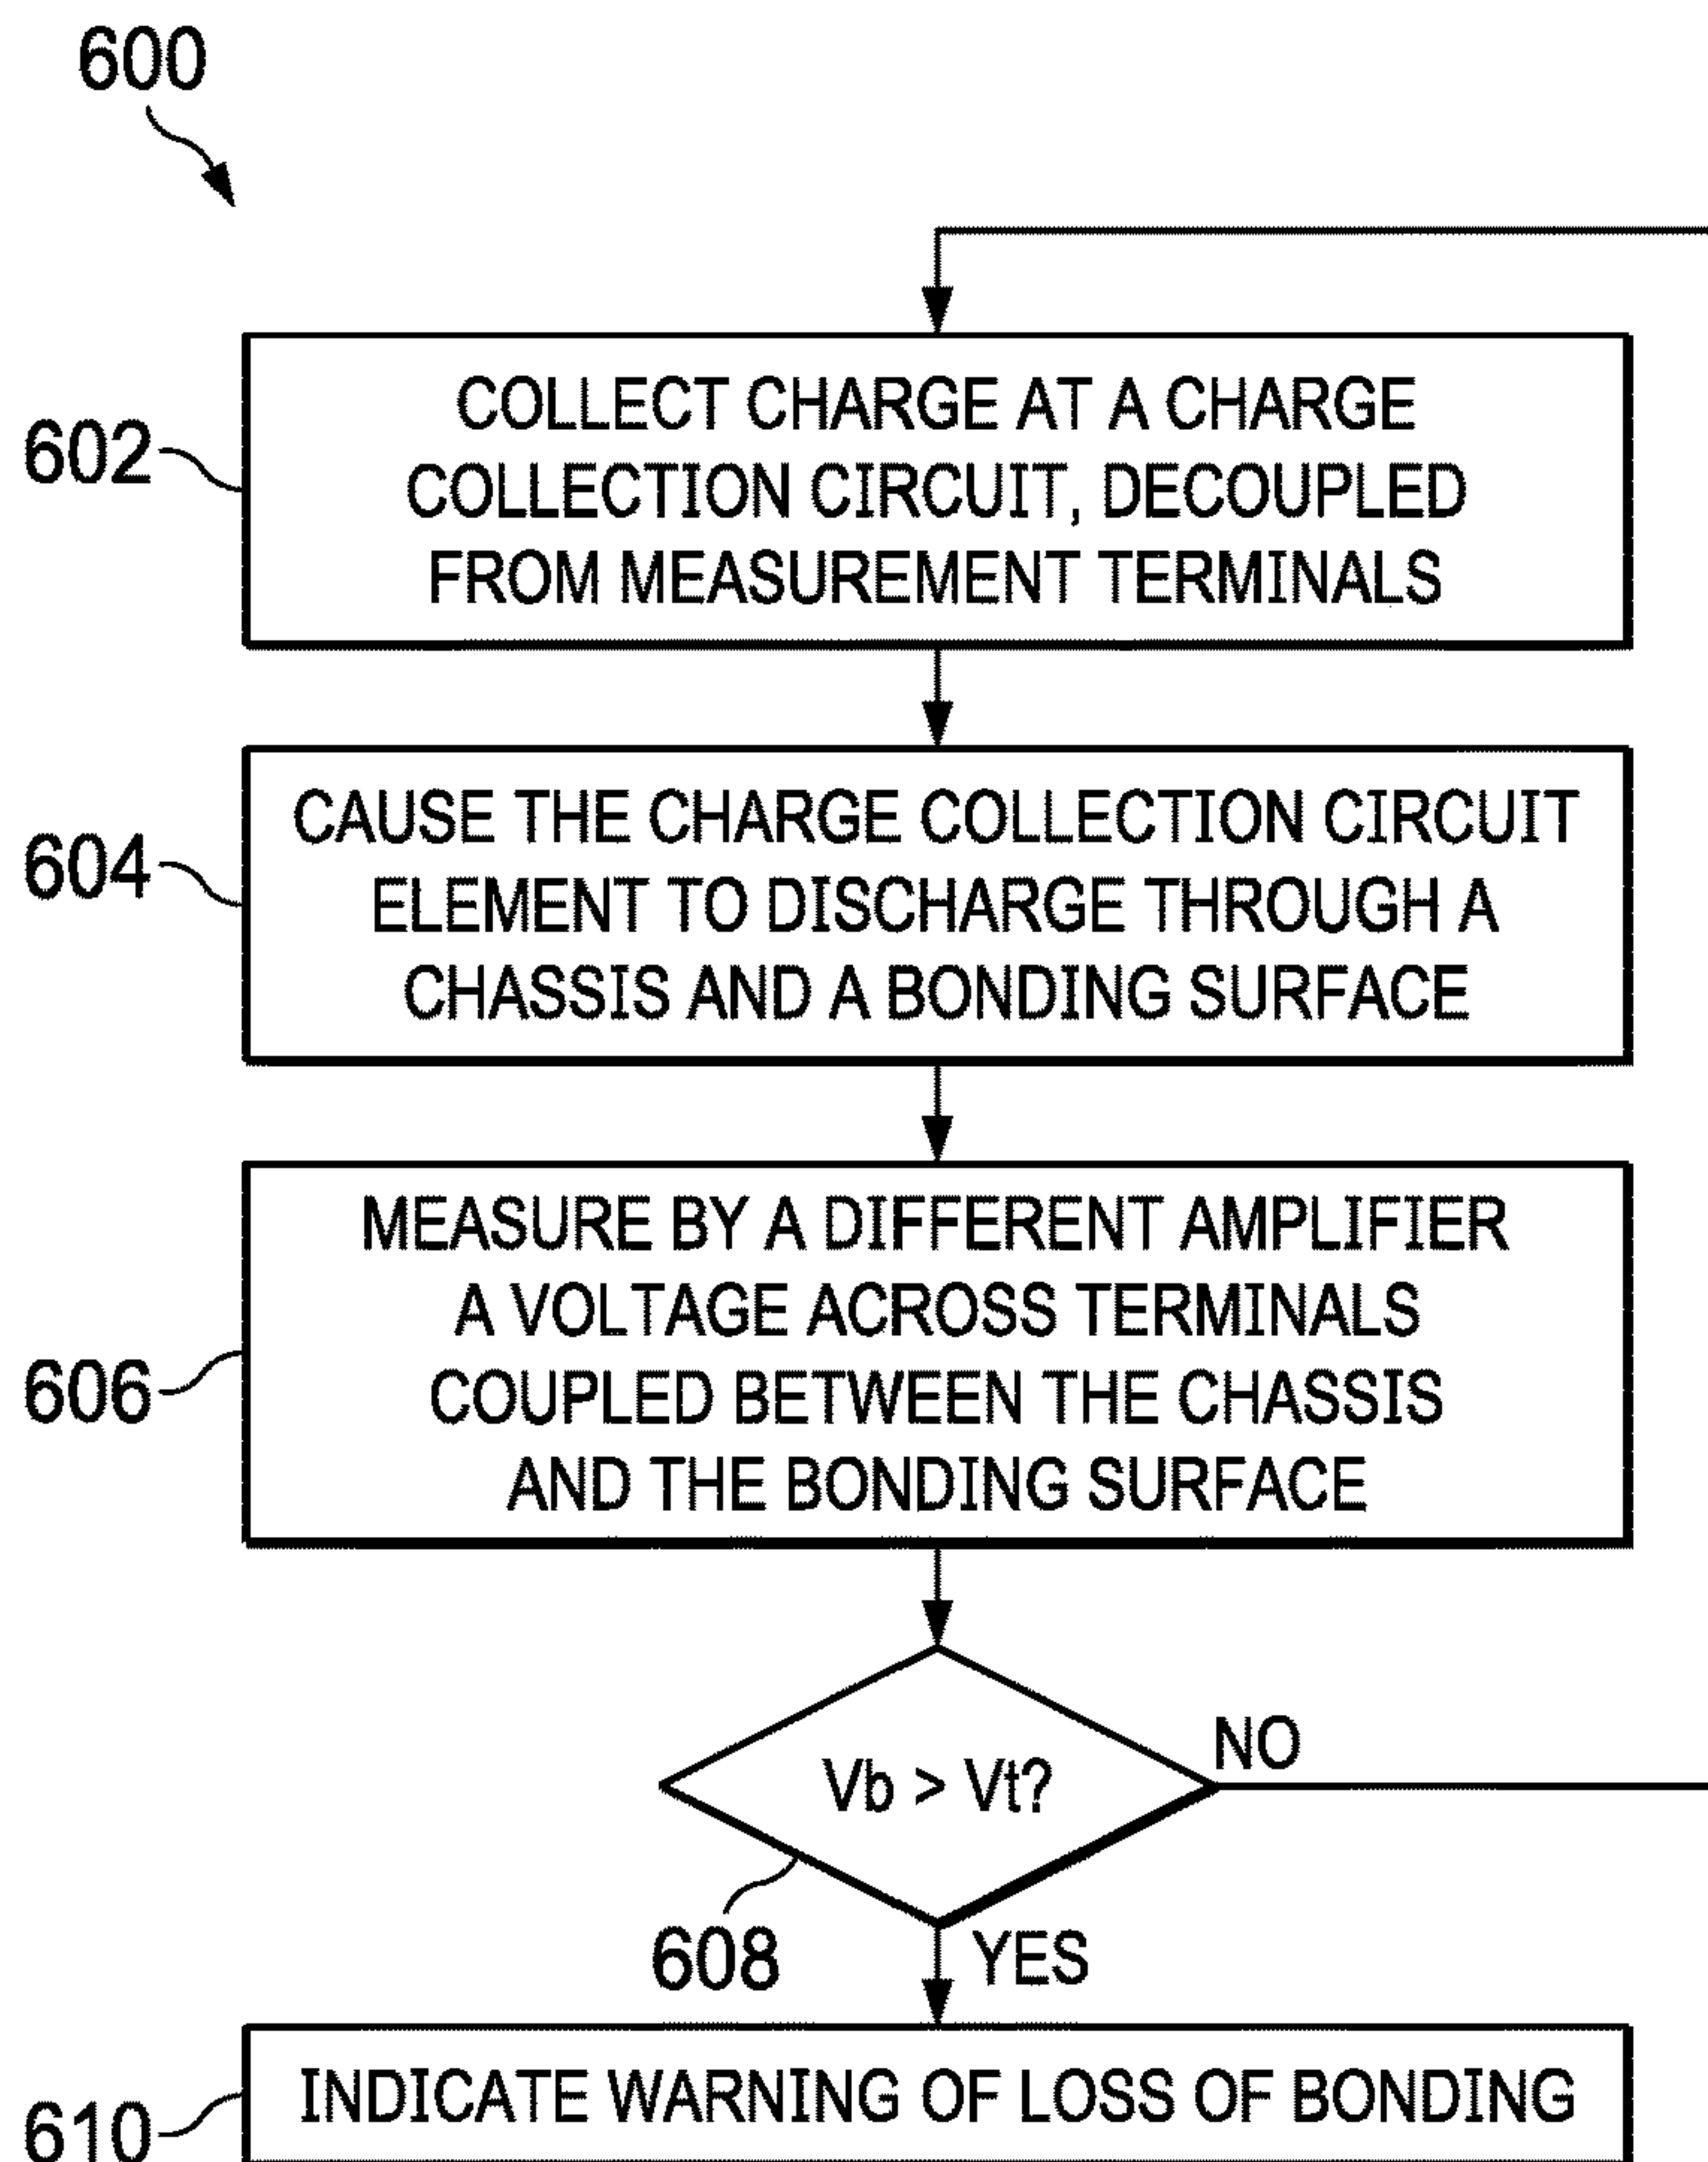 600
602
COLLECT CHARGE AT A CHARGE
COLLECTION CIRCUIT, DECOUPLED
FROM MEASUREMENT TERMINALS
604
CAUSE THE CHARGE COLLECTION CIRCUIT
ELEMENT TO DISCHARGE THROUGH A
CHASSIS AND A BONDING SURFACE
606
MEASURE BY A DIFFERENT AMPLIFIER
A VOLTAGE ACROSS TERMINALS
COUPLED BETWEEN THE CHASSIS
AND THE BONDING SURFACE
Vb > Vt?
NO
608
YES
610
INDICATE WARNING OF LOSS OF BONDING